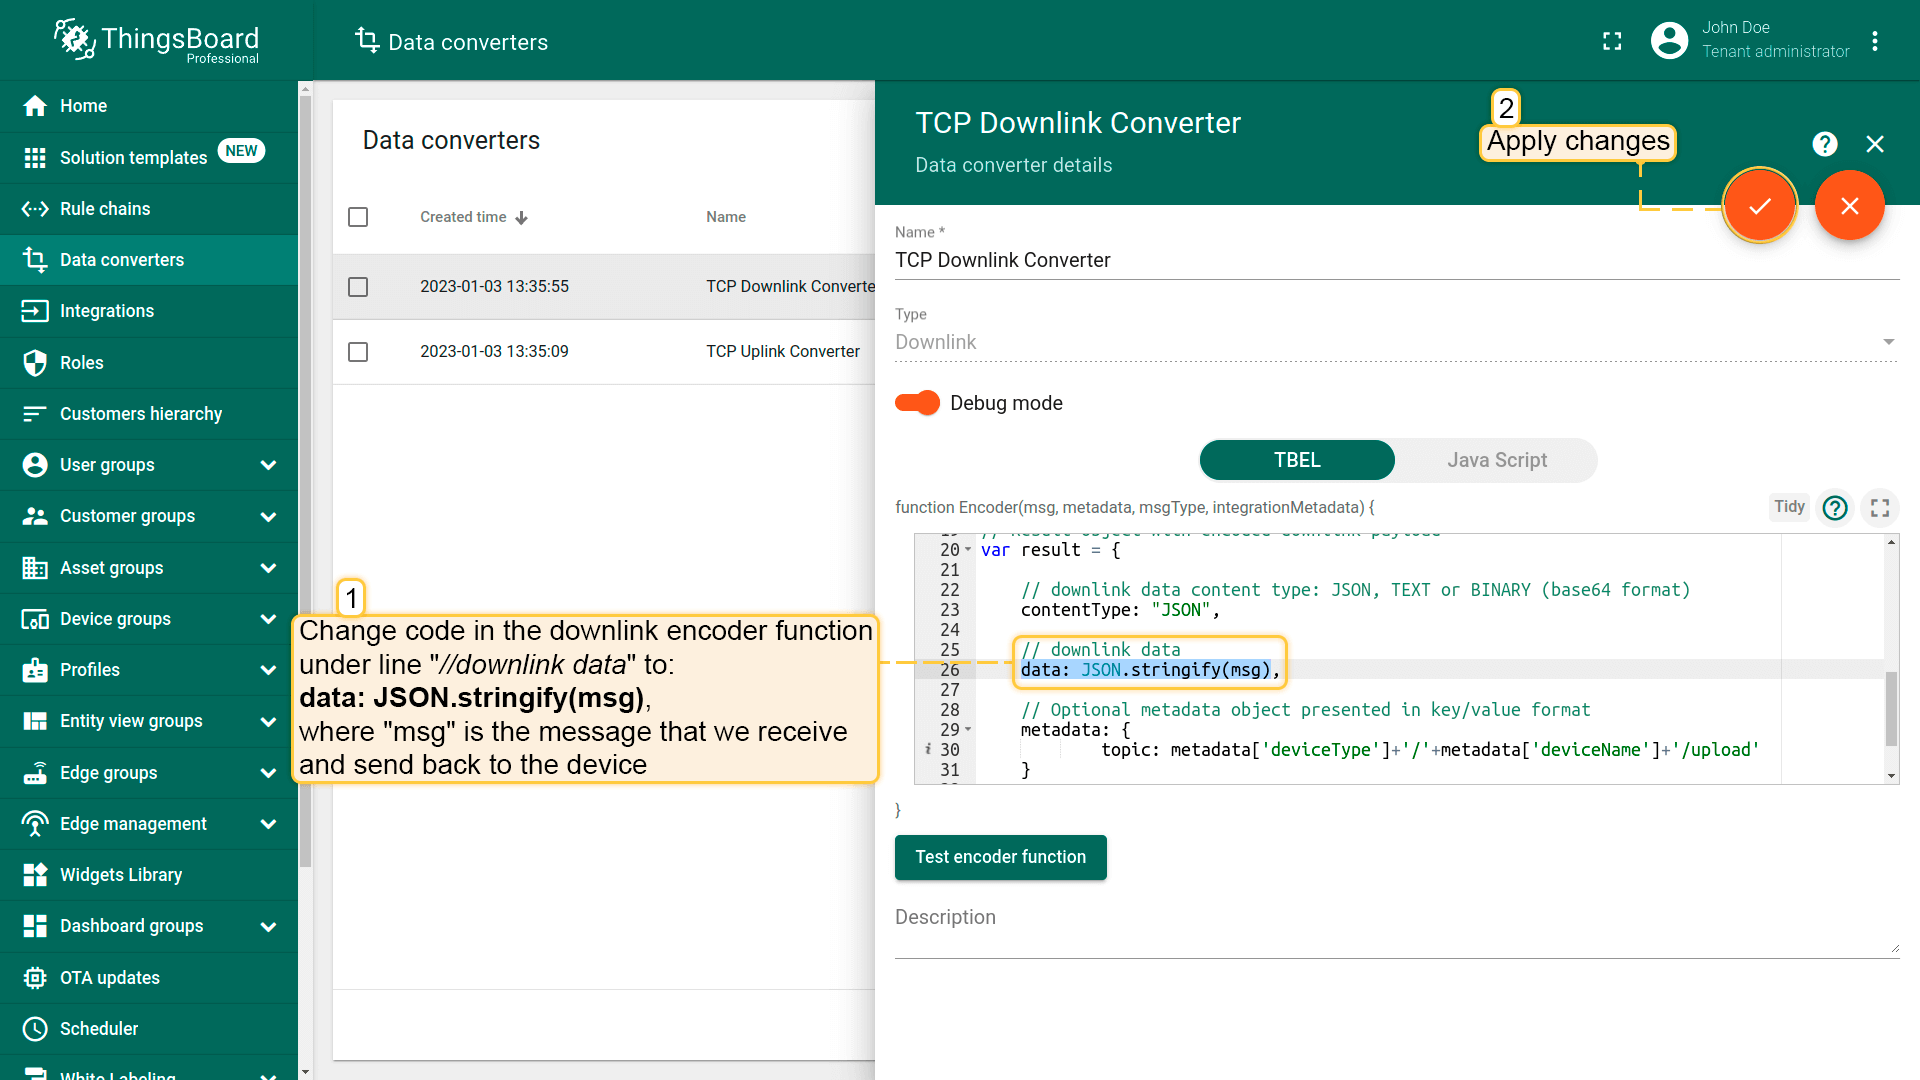 ThingsBoard
Professional
Data converters
John Doe
Tenant administrator
Home
Solution templates
NEW
Rule chains
Data converters
Integrations
Roles
Customers hierarchy
User groups
Customer groups
Asset groups
Device groups
Profiles
Entity view groups
Edge groups
Edge management
Widgets Library
Dashboard groups
OTA updates
Scheduler
White Labeling
Data converters
Created time
Name
2023-01-03 13:35:55
TCP Downlink Converte
2023-01-03 13:35:09
TCP Uplink Converter
1
Change code in the downlink encoder function
under line "//downlink data" to:
data: JSON.stringify(msg),
where "msg" is the message that we receive
and send back to the device
TCP Downlink Converter
Data converter details
2
Apply changes
Name *
TCP Downlink Converter
Type
Downlink
Debug mode
TBEL
Java Script
function Encoder(msg, metadata, msgType, integrationMetadata) {
Tidy
19 // Result object with encoded downlink payload
20 var result = {
21
22 // downlink data content type: JSON, TEXT or BINARY (base64 format)
23 contentType: "JSON",
24
25 // downlink data
26 data: JSON.stringify(msg),
27
28 // Optional metadata object presented in key/value format
29 metadata: {
i 30 topic: metadata['deviceType']+'/'+metadata['deviceName']+'/upload'
31 }
}
Test encoder function
Description